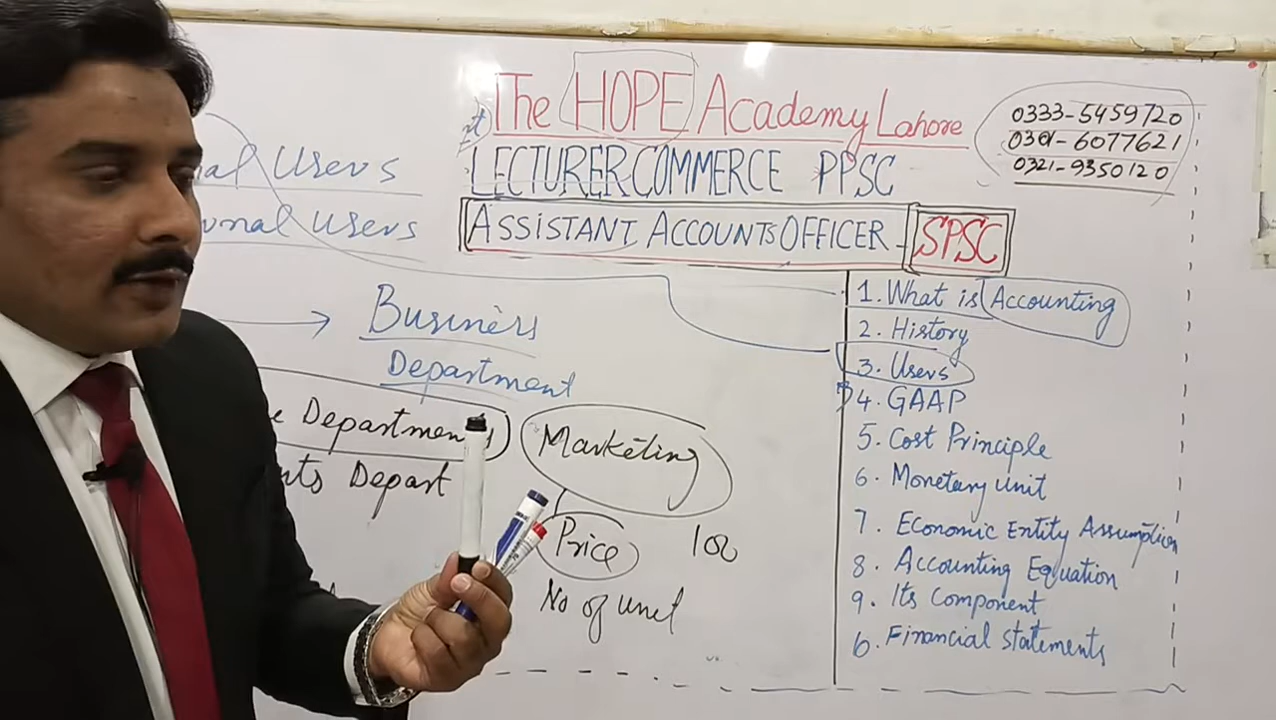 The HOPE Academy Lahore
0333-5459720
0301-6077621
0321-9350120
LECTURER COMMERCE PPSC
ASSISTANT ACCOUNTS OFFICER - SPSC
Users
Users
Business
Department
Departments
Depart
Marketing
Price 100
No of unit
1. What is Accounting
2. History
3. Users
4. GAAP
5. Cost Principle
6. Monetary unit
7. Economic Entity Assumption
8. Accounting Equation
9. Its Component
6. Financial statements